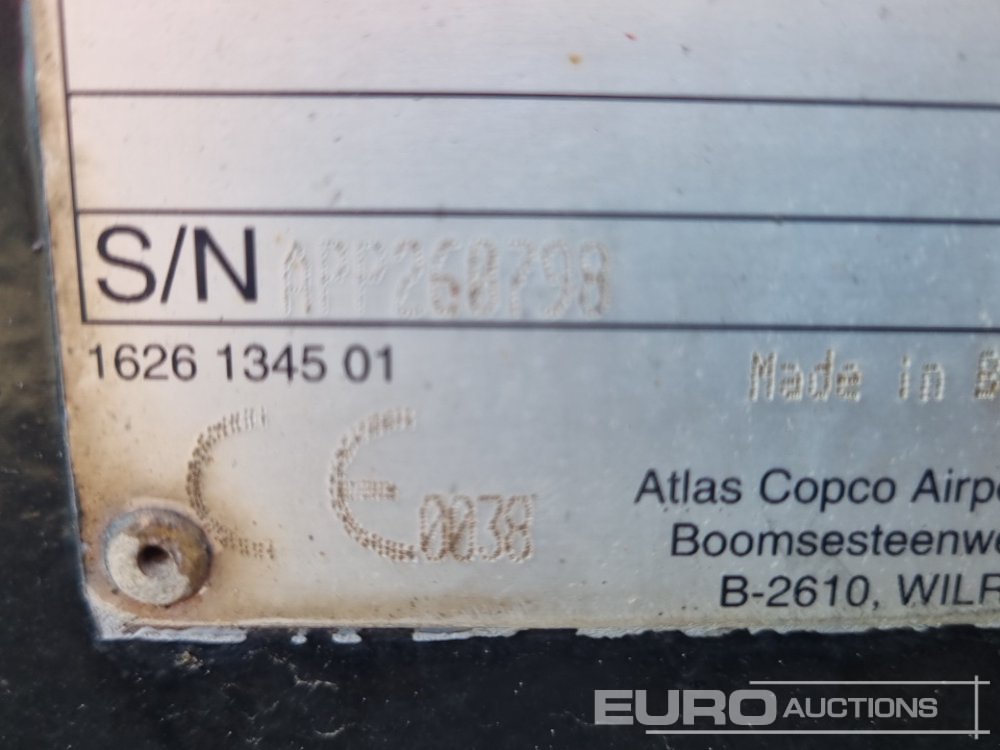 S/N APP260798
1626 1345 01
Made in B
CE 0038
Atlas Copco Airp
Boomsesteenw
B-2610, WILR
EURO AUCTIONS